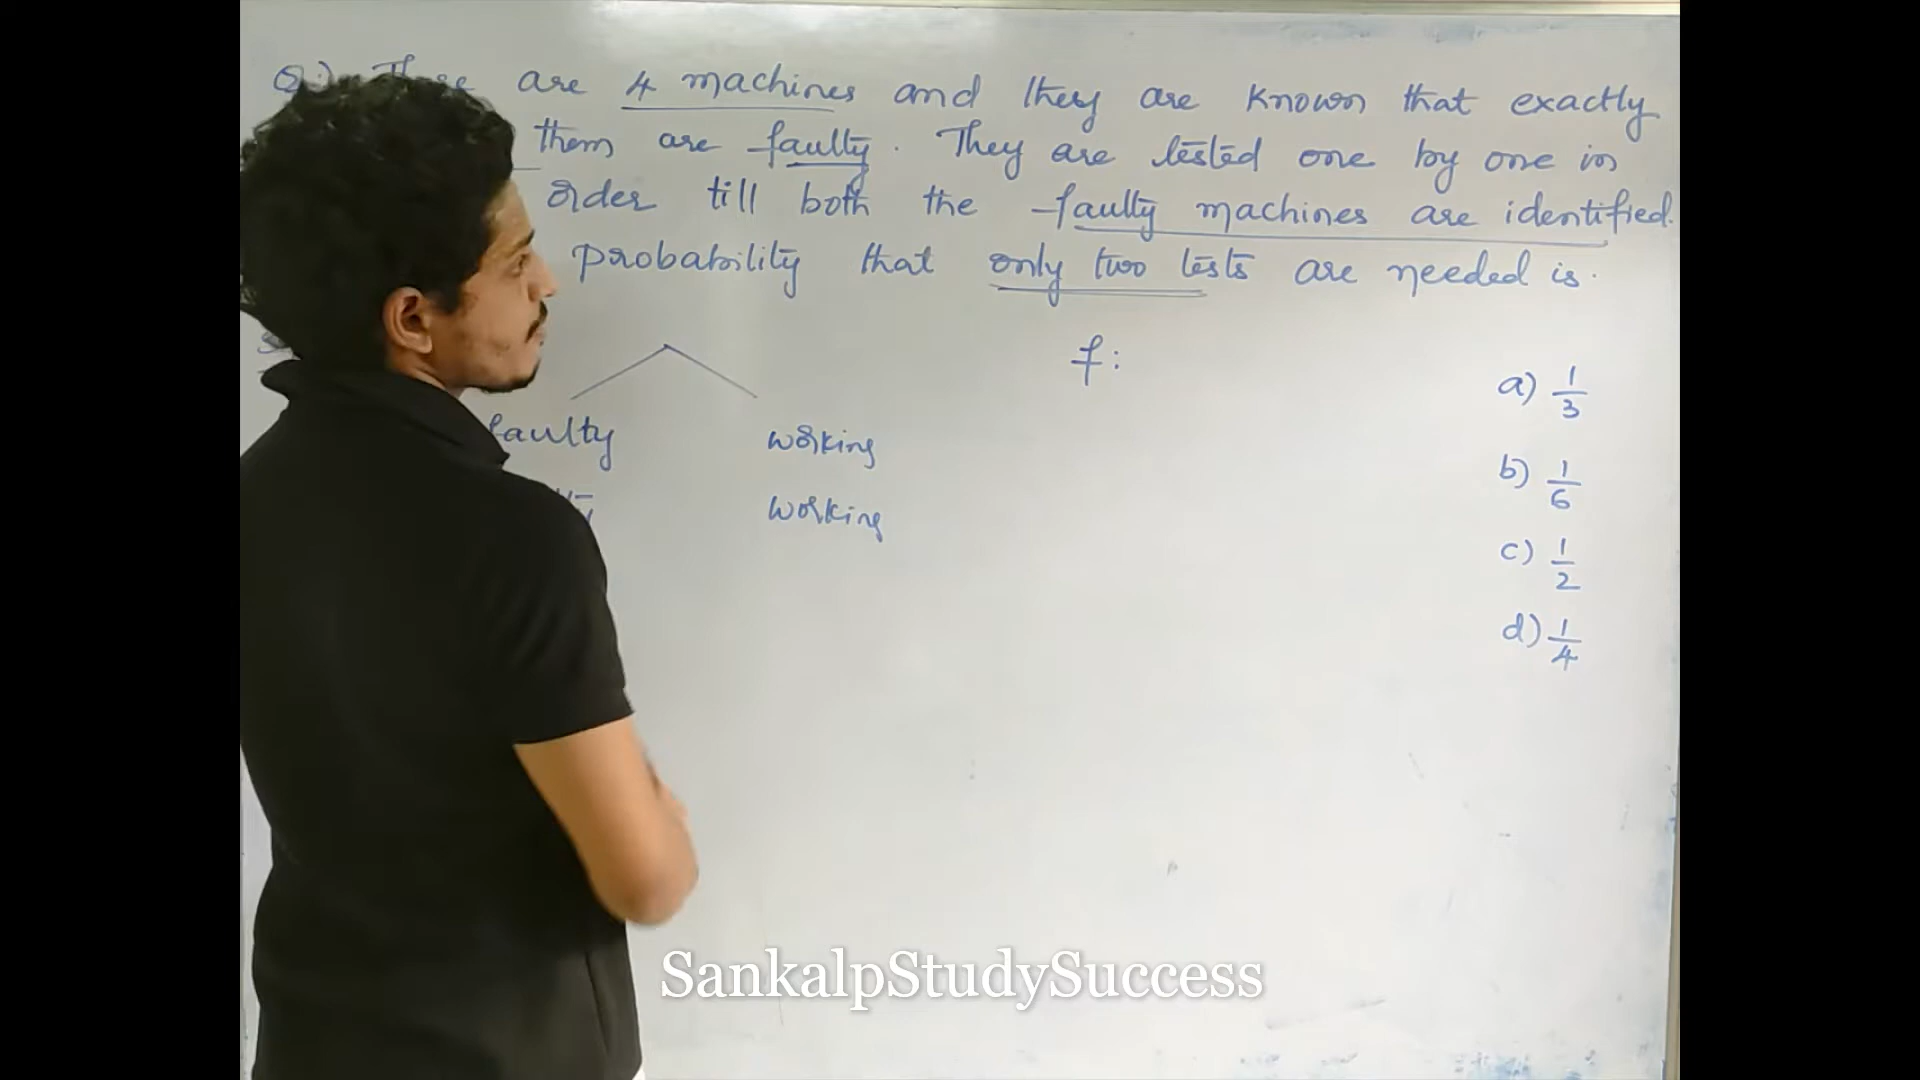 Q.) There are 4 machines and they are known that exactly
them are faulty. They are tested one by one in
order till both the faulty machines are identified.
probability that only two tests are needed is.
f:
a) 1/3
faulty working
b) 1/6
working
c) 1/2
d) 1/4
SankalpStudySuccess